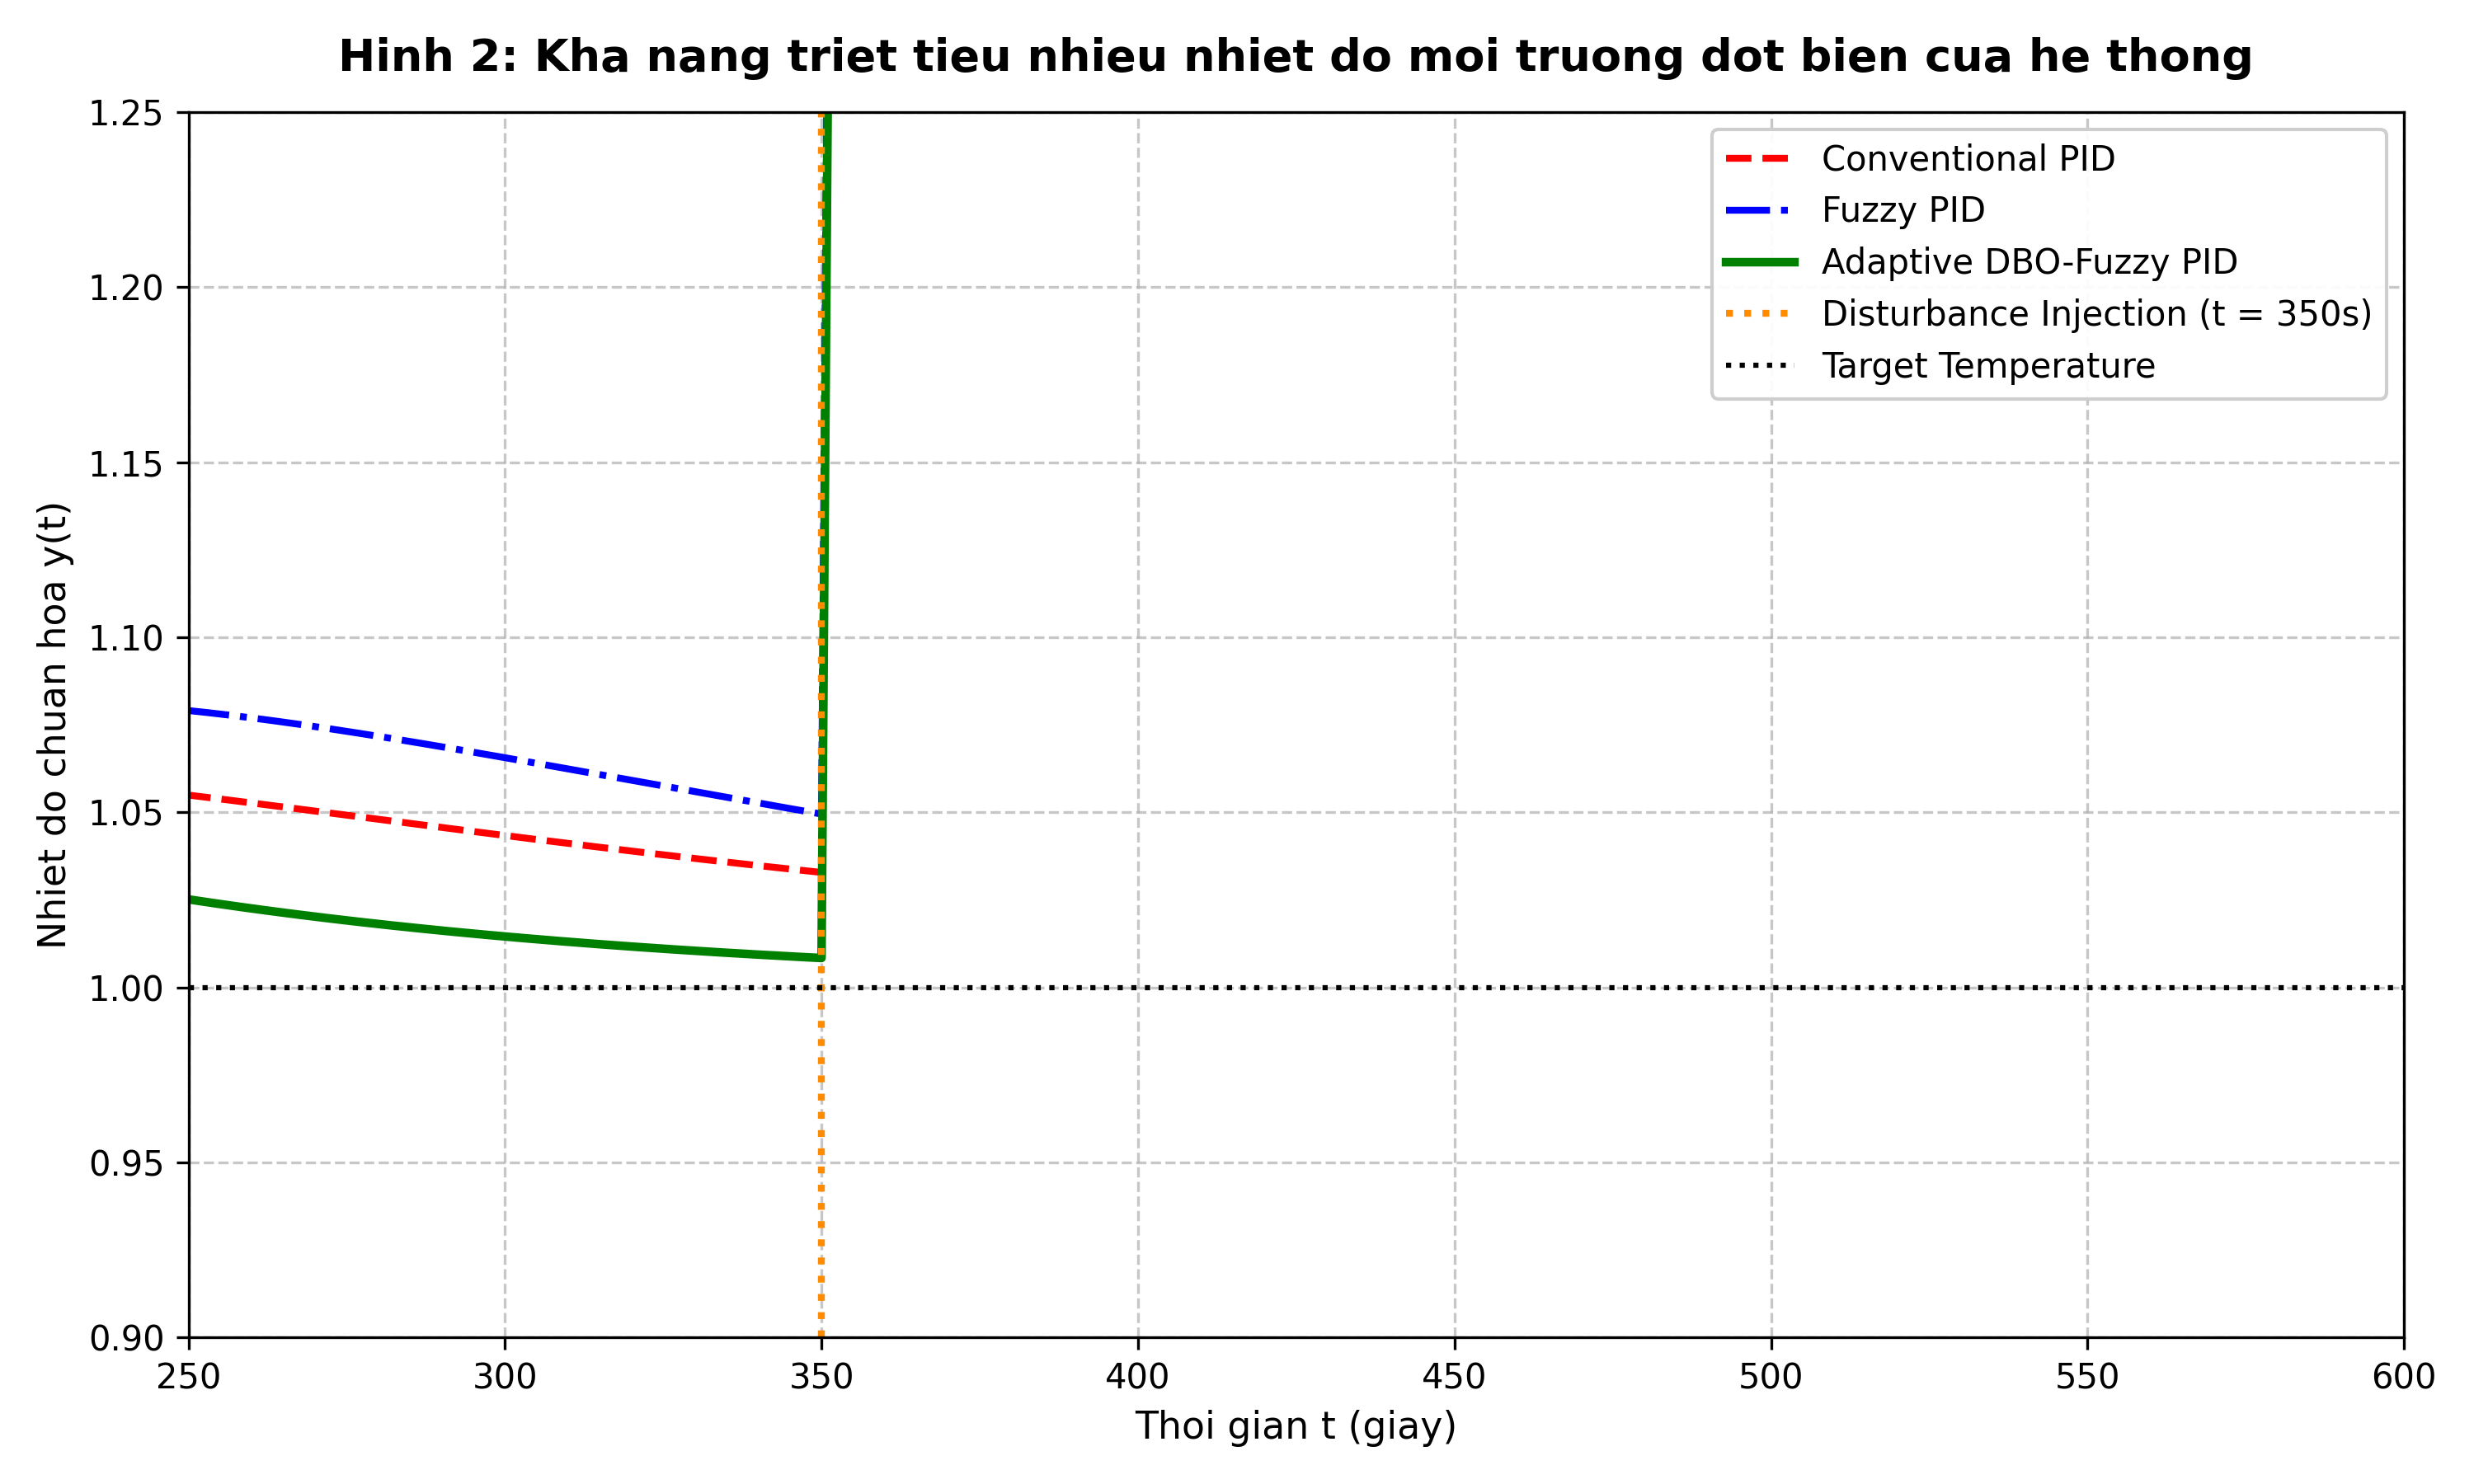 Hinh 2: Kha nang triet tieu nhieu nhiet do moi truong dot bien cua he thong
1.25
1.20
1.15
1.10
1.05
1.00
0.95
0.90
Nhiet do chuan hoa y(t)
Conventional PID
Fuzzy PID
Adaptive DBO-Fuzzy PID
Disturbance Injection (t = 350s)
Target Temperature
250 300 350 400 450 500 550 600
Thoi gian t (giay)